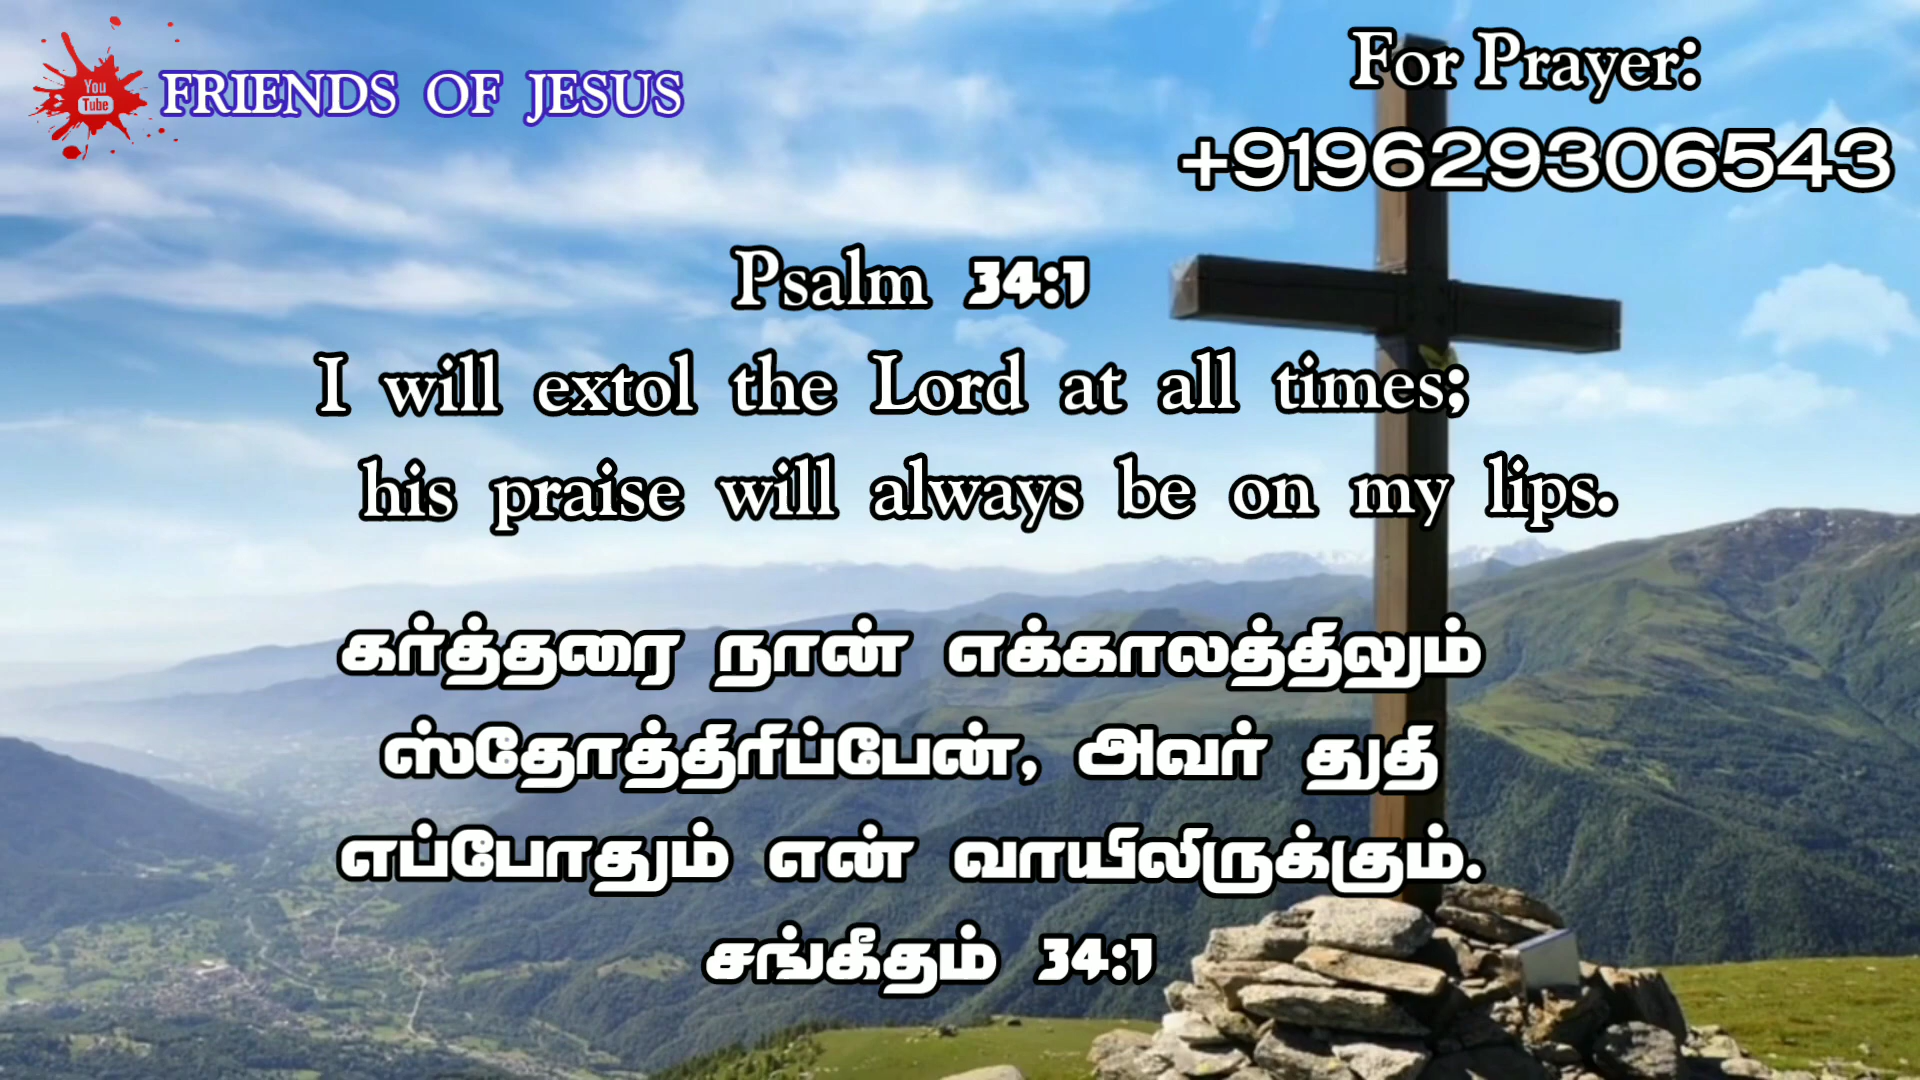 You
Tube
FRIENDS OF JESUS
For Prayer:
+919629306543
Psalm 34:1
I will extol the Lord at all times;
his praise will always be on my lips.
கர்த்தரை நான் எக்காலத்திலும்
ஸ்தோத்திரிப்பேன், அவர் துதி
எப்போதும் என் வாயிலிருக்கும்.
சங்கீதம் 34:1